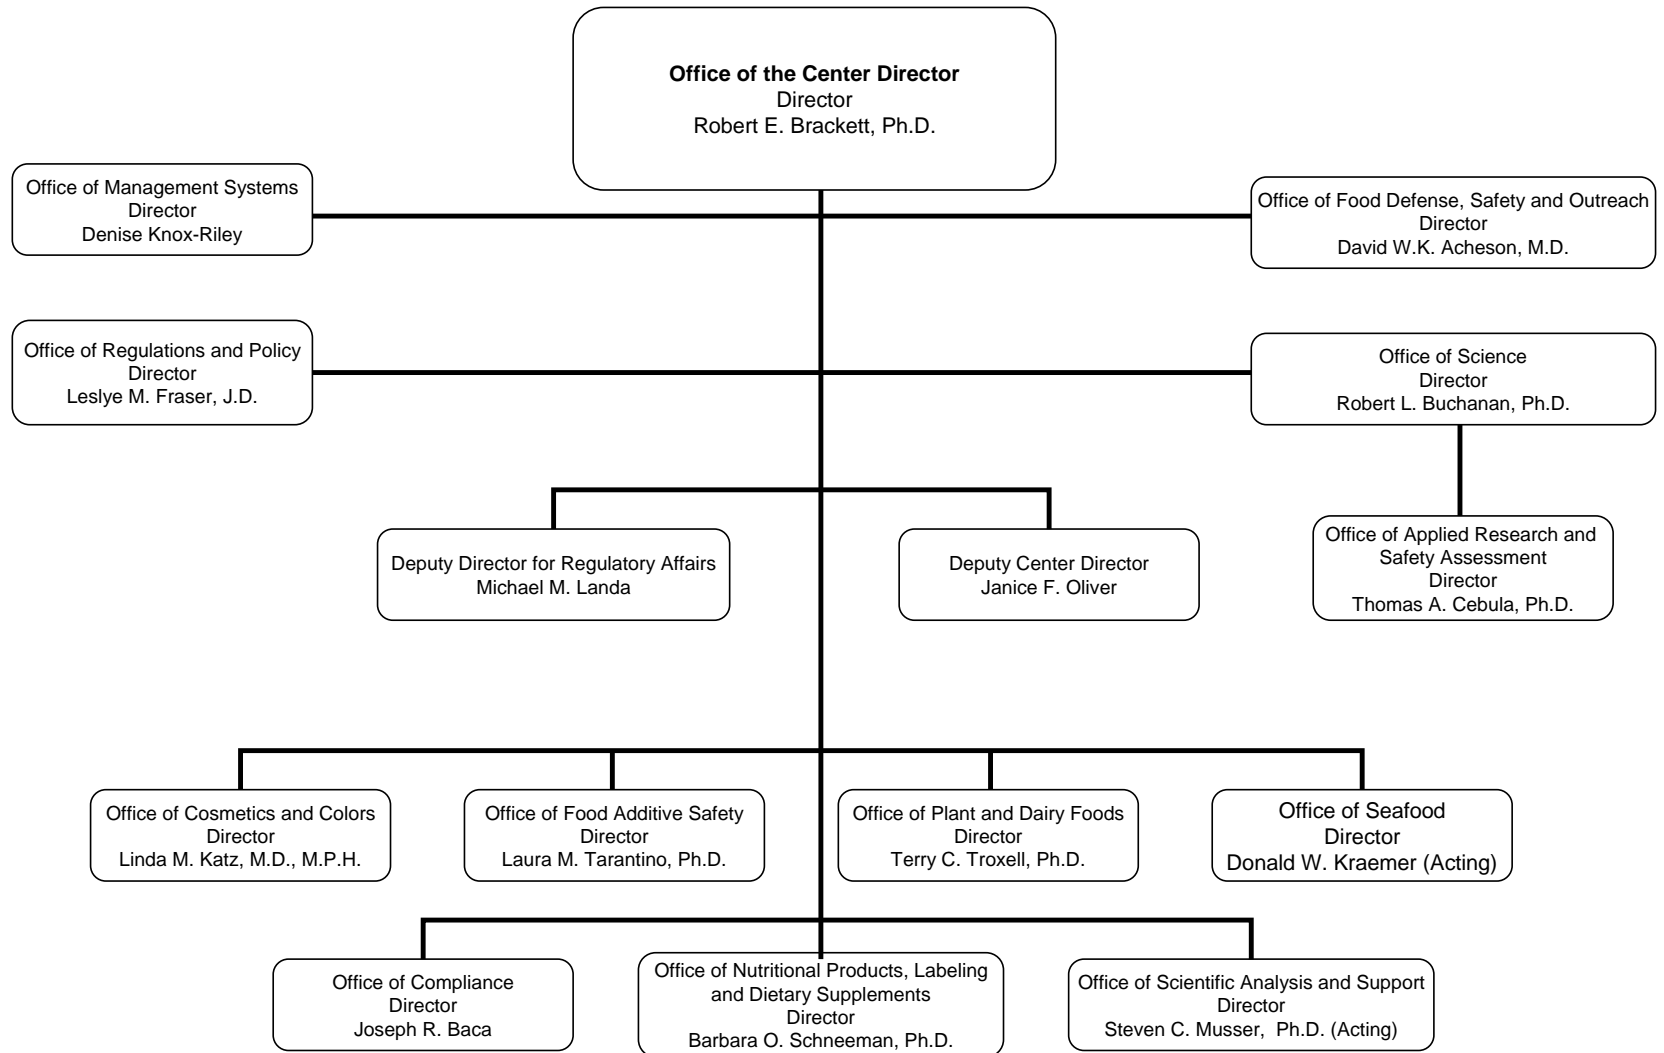 Office of the Center Director
Director
Robert E. Brackett, Ph.D.
Office of Management Systems
Director
Denise Knox-Riley
Office of Food Defense, Safety and Outreach
Director
David W.K. Acheson, M.D.
Office of Regulations and Policy
Director
Leslye M. Fraser, J.D.
Office of Science
Director
Robert L. Buchanan, Ph.D.
Deputy Director for Regulatory Affairs
Michael M. Landa
Deputy Center Director
Janice F. Oliver
Office of Applied Research and
Safety Assessment
Director
Thomas A. Cebula, Ph.D.
Office of Cosmetics and Colors
Director
Linda M. Katz, M.D., M.P.H.
Office of Food Additive Safety
Director
Laura M. Tarantino, Ph.D.
Office of Plant and Dairy Foods
Director
Terry C. Troxell, Ph.D.
Office of Seafood
Director
Donald W. Kraemer (Acting)
Office of Compliance
Director
Joseph R. Baca
Office of Nutritional Products, Labeling
and Dietary Supplements
Director
Barbara O. Schneeman, Ph.D.
Office of Scientific Analysis and Support
Director
Steven C. Musser,  Ph.D. (Acting)